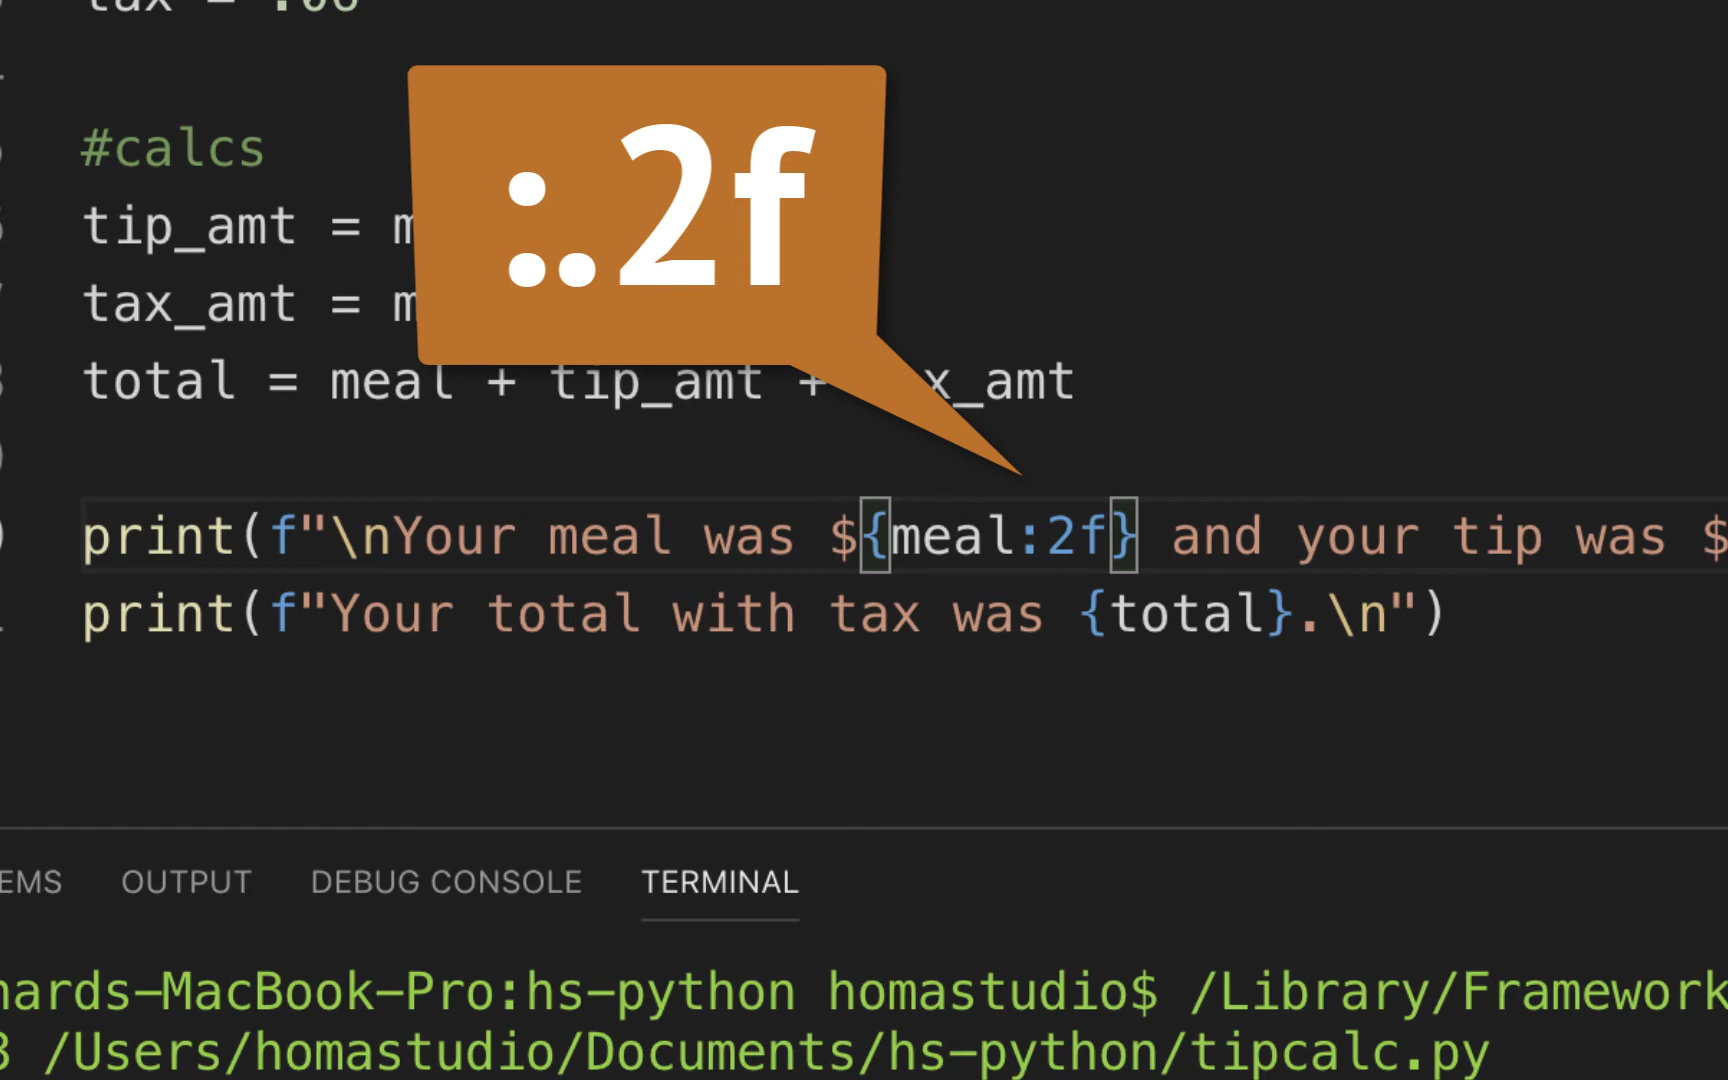 tax = .06
:.2f
#calcs
tip_amt = m
tax_amt = m
total = meal + tip_amt + x_amt
print(f"\nYour meal was ${meal:2f} and your tip was $
print(f"Your total with tax was {total}.\n")
EMS OUTPUT DEBUG CONSOLE TERMINAL
hards-MacBook-Pro:hs-python homastudio$ /Library/Framework
3 /Users/homastudio/Documents/hs-python/tipcalc.py